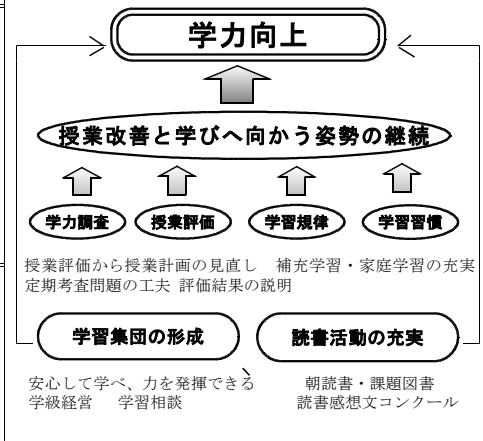 学力向上
授業改善と学びへ向かう姿勢の継続
学力調査 授業評価 学習規律 学習習慣
授業評価から授業計画の見直し 補充学習・家庭学習の充実
定期考査問題の工夫 評価結果の説明
学習集団の形成 読書活動の充実
安心して学べ、力を発揮できる 朝読書・課題図書
学級経営 学習相談 読書感想文コンクール